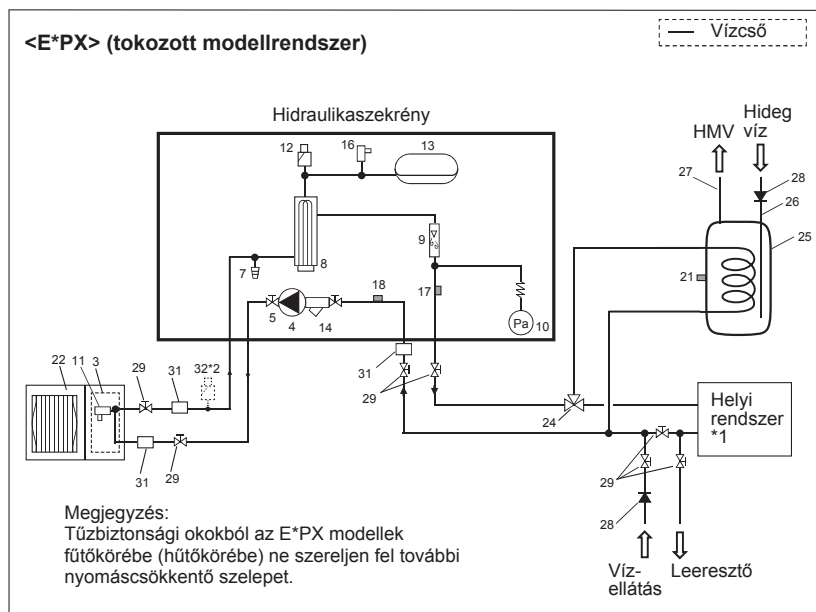 <E*PX> (tokozott modellrendszer)
Vízcső
Hidraulikaszekrény
HMV
Hideg
víz
12
16
13
27
28
26
25
9
8
7
21
17
18
5
4
14
Pa
10
22
11
3
29
31
32*2
31
29
24
Helyi
rendszer
*1
31
29
29
28
Víz-
ellátás
Leeresztő
Megjegyzés:
Tűzbiztonsági okokból az E*PX modellek
fűtőkörébe (hűtőkörébe) ne szereljen fel további
nyomáscsökkentő szelepet.